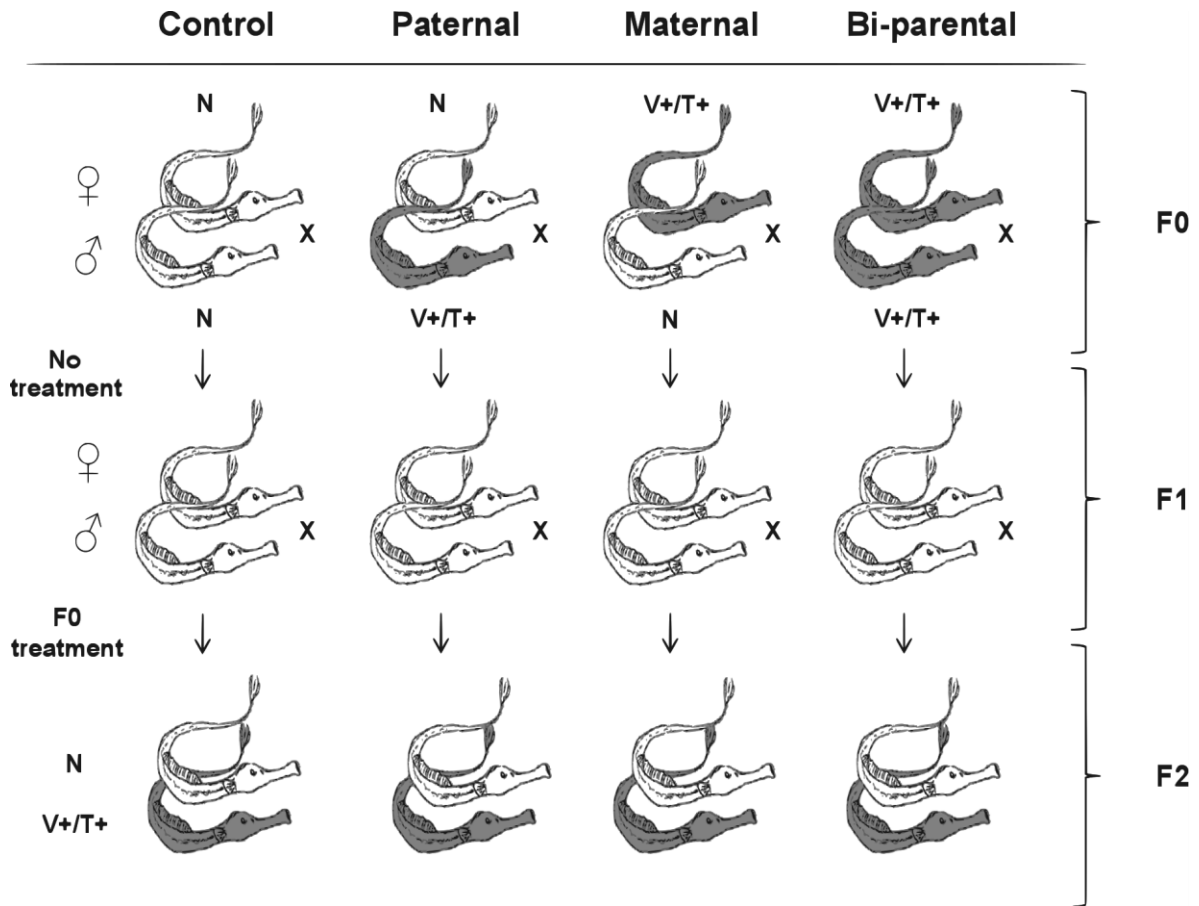 Control Paternal Maternal Bi-parental
N N V+/T+ V+/T+
♀
F0
♂
X X X X
N V+/T+ N V+/T+
No
treatment
♀
F1
♂
X X X X
F0
treatment
N
F2
V+/T+